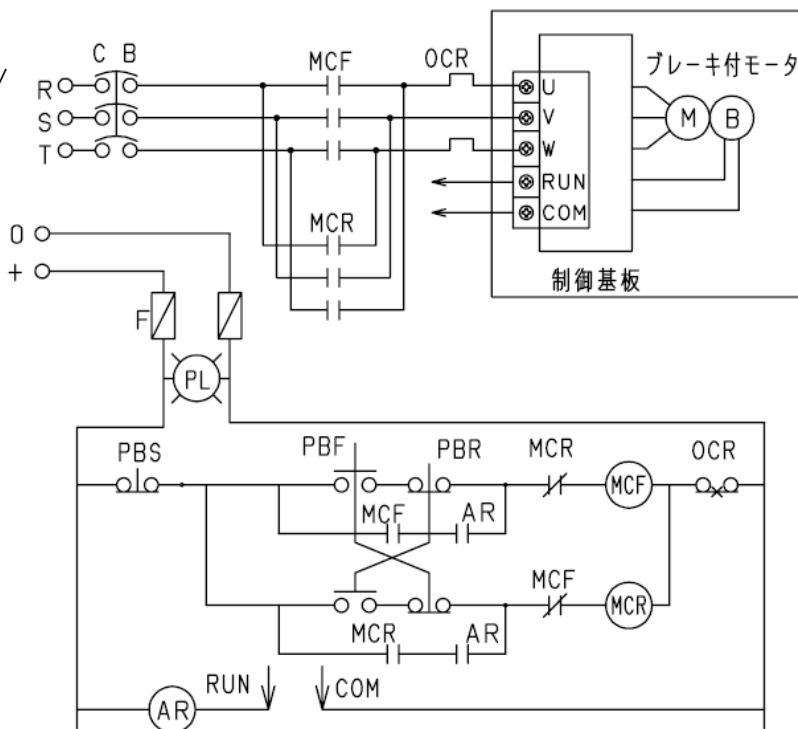 C B
MCF
OCR
ブレーキ付モータ
R
U
S
V
M
B
T
W
RUN
MCR
COM
0
+
制御基板
F
PL
PBS
PBF
PBR
MCR
OCR
MCF
MCF
AR
MCF
MCR
MCR
AR
RUN
COM
AR